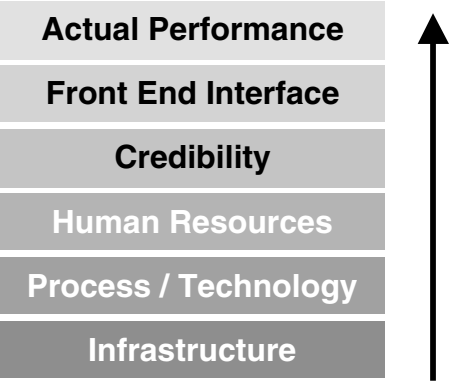 Actual Performance
Front End Interface
Credibility
Human Resources
Process / Technology
Infrastructure